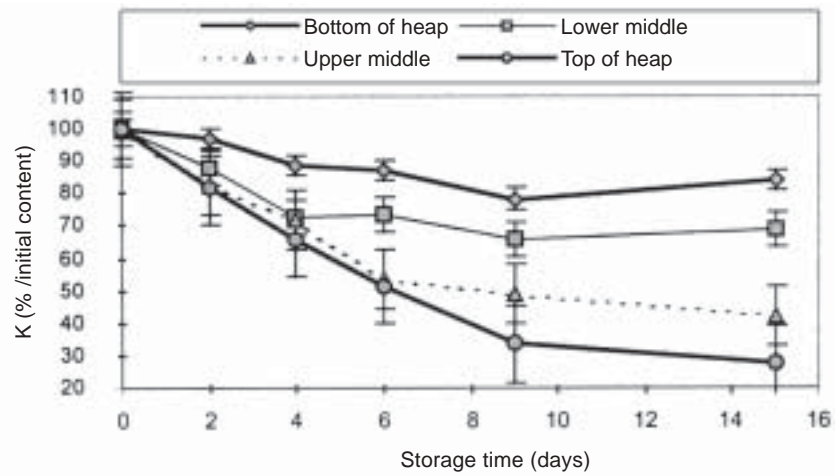 Bottom of heap Lower middle
Upper middle Top of heap
110
100
90
80
70
60
50
40
30
20
K (% /initial content)
0 2 4 6 8 10 12 14 16
Storage time (days)